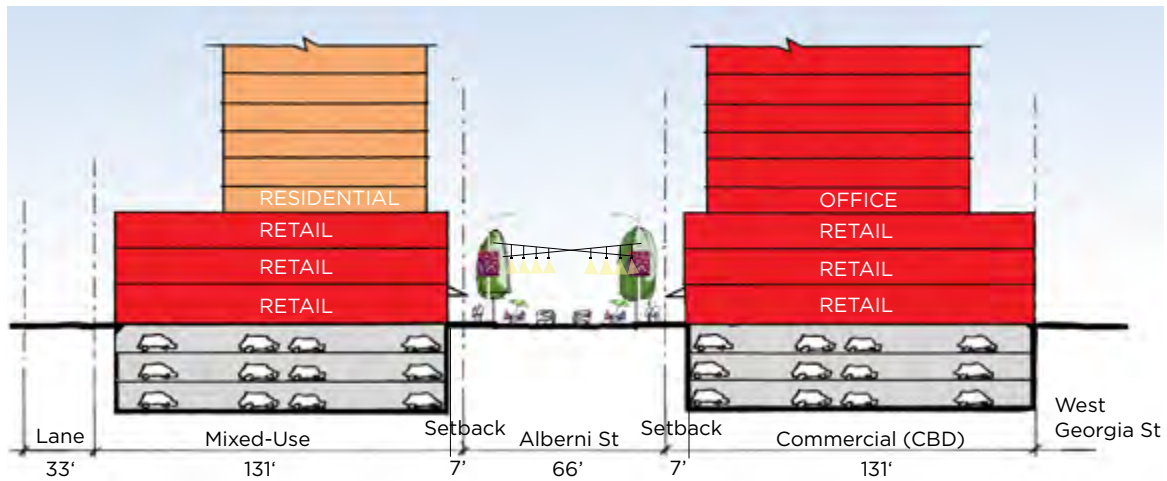 RESIDENTIAL
OFFICE
RETAIL
RETAIL
RETAIL
RETAIL
RETAIL
RETAIL
Lane
Mixed-Use
Setback
Alberni St
Setback
Commercial (CBD)
West
Georgia St
33‘
131‘
7’
66’
7’
131‘